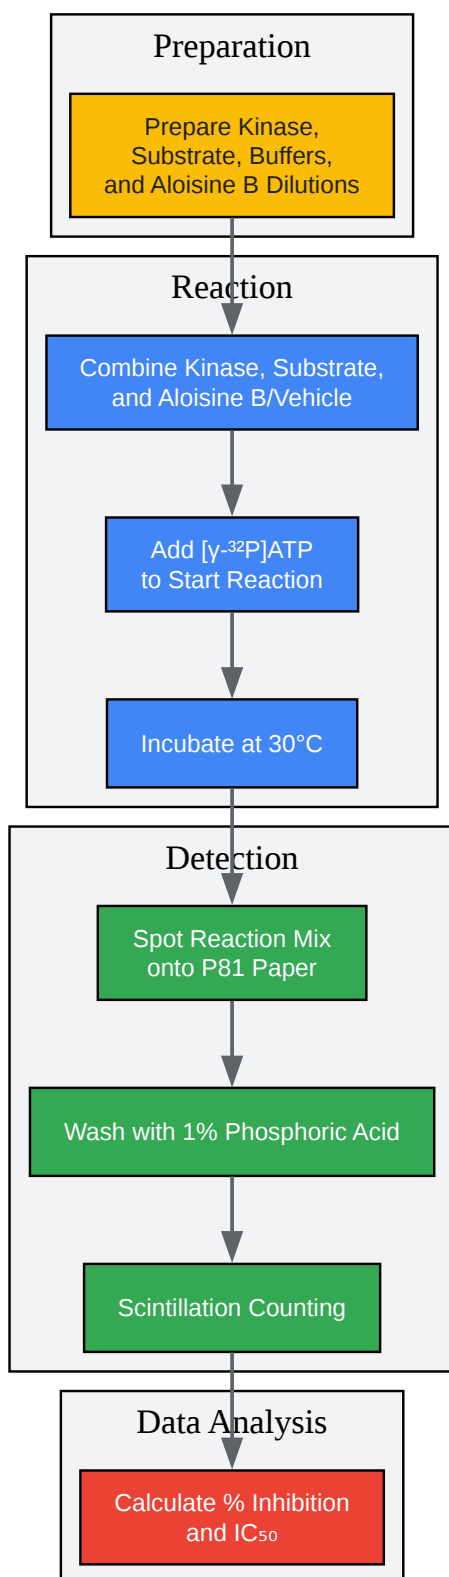 Preparation
Prepare Kinase,
Substrate, Buffers,
and Aloisine B Dilutions
Reaction
Combine Kinase, Substrate,
and Aloisine B/Vehicle
Add [γ-³²P]ATP
to Start Reaction
Incubate at 30°C
Detection
Spot Reaction Mix
onto P81 Paper
Wash with 1% Phosphoric Acid
Scintillation Counting
Data Analysis
Calculate % Inhibition
and IC₅₀